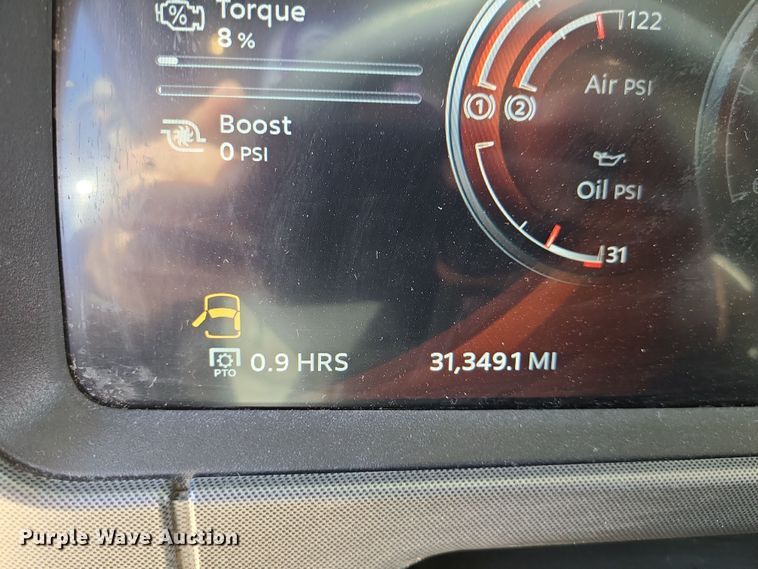 Torque
8 %
Boost
0 PSI
122
Air PSI
1 2
Oil PSI
31
PTO 0.9 HRS
31,349.1 MI
Purple Wave Auction®